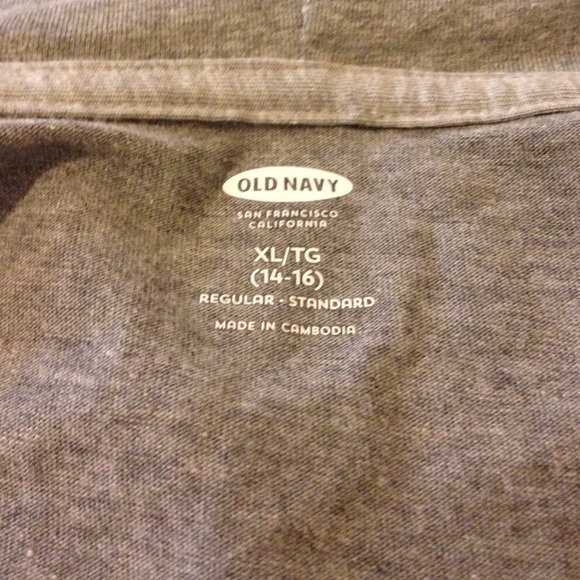 OLD NAVY
SAN FRANCISCO
CALIFORNIA
XL/TG
(14-16)
REGULAR - STANDARD
MADE IN CAMBODIA